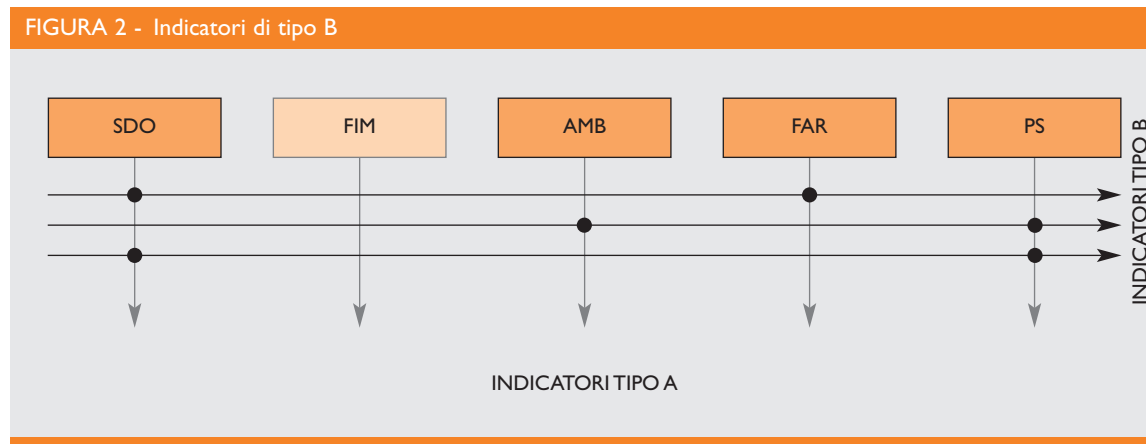 FIGURA 2 - Indicatori di tipo B
SDO
FIM
AMB
FAR
PS
INDICATORI TIPO B
INDICATORI TIPO A